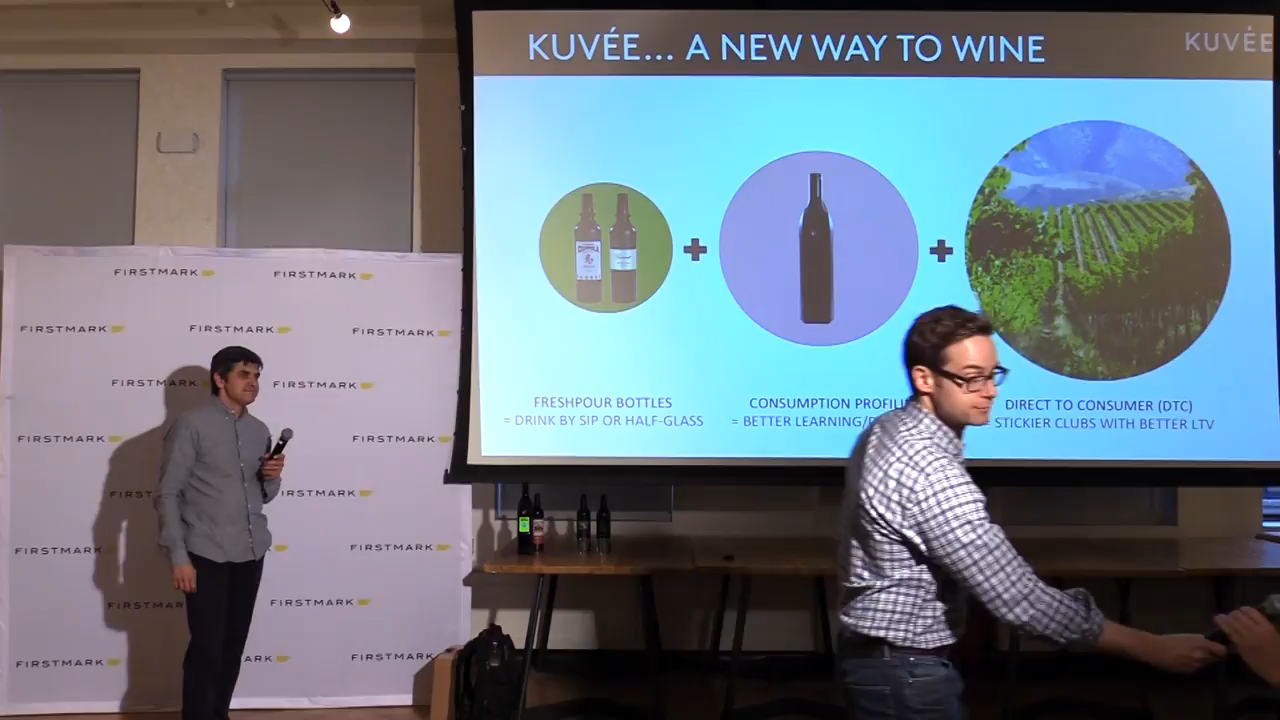 KUVÉE... A NEW WAY TO WINE
KUVÉE
FRESHPOUR BOTTLES
= DRINK BY SIP OR HALF-GLASS
CONSUMPTION
= BETTER
DIRECT TO CONSUMER (DTC)
= STICKIER CLUBS WITH BETTER LTV
FIRSTMARK FIRSTMARK
FIRSTMARK FIRSTMARK FIRSTMARK
FIRSTMARK FIRSTMARK
FIRSTMARK FIRSTMARK
FIRSTMARK
FIRSTMARK FIRSTMARK
FIRSTMARK FIRSTMARK
FIRSTMARK FIRSTMARK